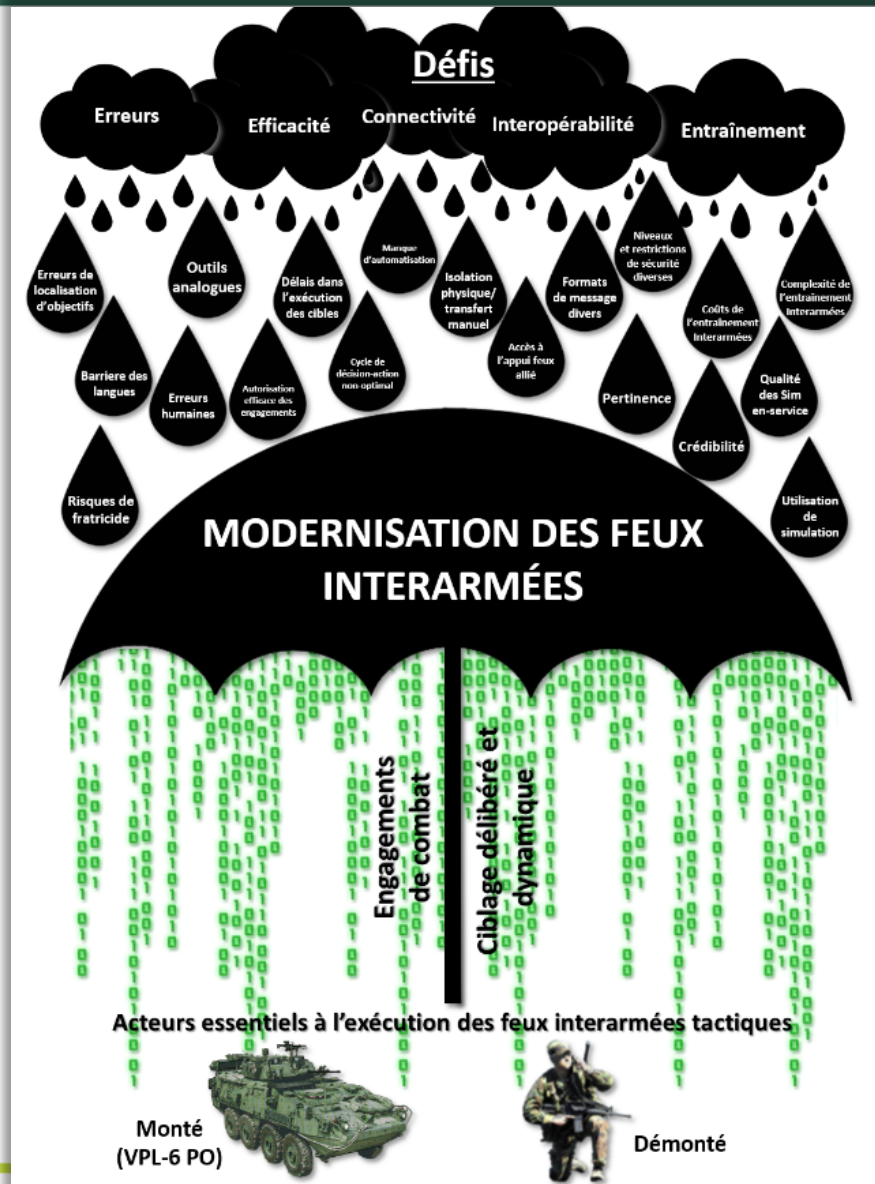 Défis
Erreurs
Efficacité
Connectivité
Interopérabilité
Entraînement
Erreurs de
localisation
d'objectifs
Outils
analogues
Délais dans
l'exécution
des cibles
Manque
d'automatisation
Isolation
physique/
transfert
manuel
Formats
de message
divers
Niveaux
et restrictions
de sécurité
diverses
Coûts de
l'entraînement
Interarmées
Complexité de
l'entraînement
Interarmées
Barriere des
langues
Erreurs
humaines
Autorisation
efficace des
engagements
Cycle de
décision-action
non-optimal
Accès à
l'appui feux
allié
Pertinence
Crédibilité
Qualité
des Sim
en-service
Risques de
fratricide
Utilisation
de
simulation
MODERNISATION DES FEUX
INTERARMÉES
Engagements
de combat
Ciblage délibéré et
dynamique
Acteurs essentiels à l'exécution des feux interarmées tactiques
Monté
(VPL-6 PO)
Démonté